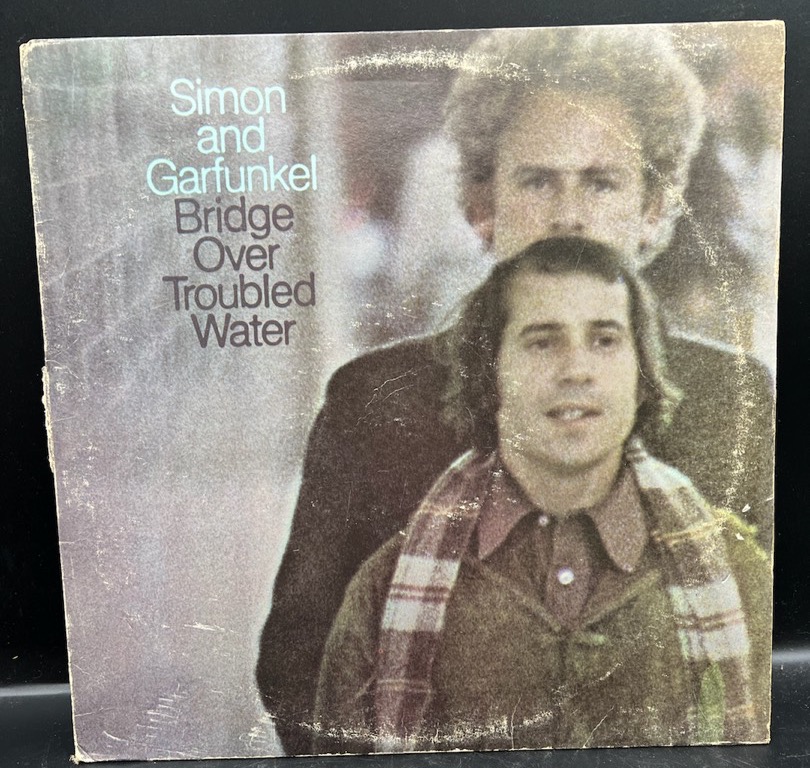 Simon
and
Garfunkel
Bridge
Over
Troubled
Water